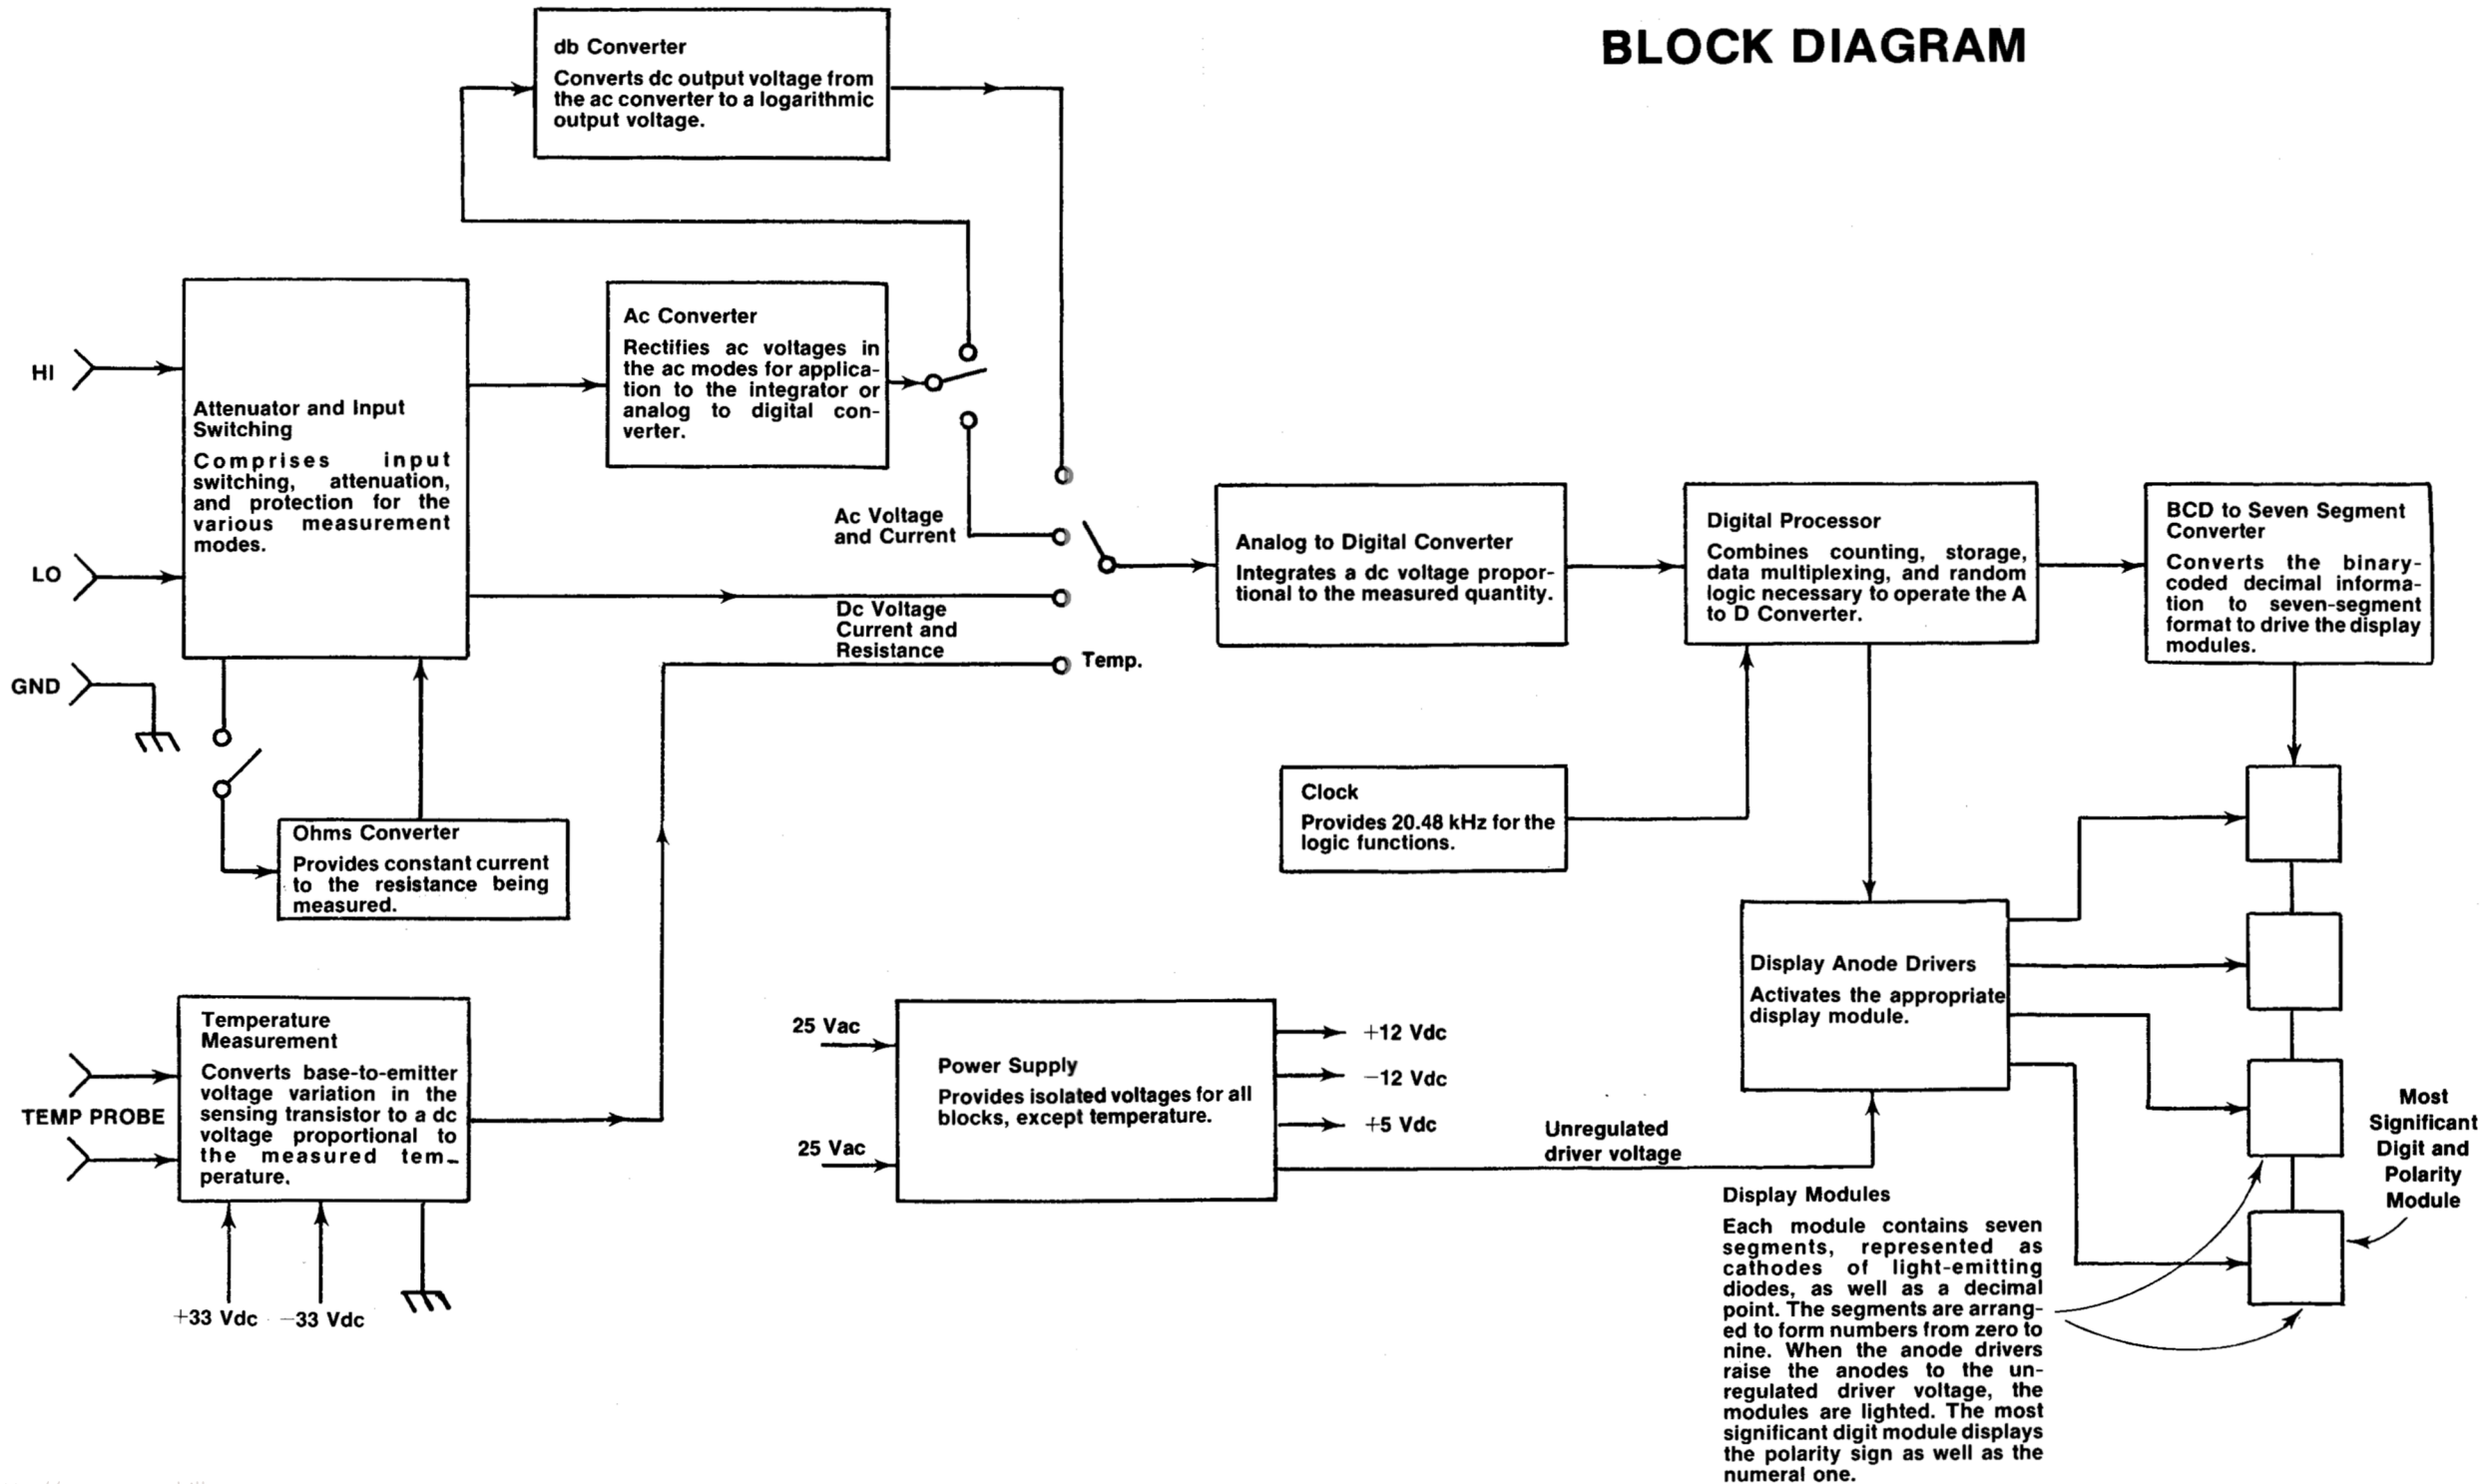 BLOCK DIAGRAM
db Converter
Converts dc output voltage from
the ac converter to a logarithmic
output voltage.
HI
LO
GND
Attenuator and Input
Switching
Comprises input
switching, attenuation,
and protection for the
various measurement
modes.
Ac Converter
Rectifies ac voltages in
the ac modes for applica-
tion to the integrator or
analog to digital con-
verter.
Ac Voltage
and Current
Dc Voltage
Current and
Resistance
Temp.
Analog to Digital Converter
Integrates a dc voltage propor-
tional to the measured quantity.
Digital Processor
Combines counting, storage,
data multiplexing, and random
logic necessary to operate the A
to D Converter.
BCD to Seven Segment
Converter
Converts the binary-
coded decimal informa-
tion to seven-segment
format to drive the display
modules.
Clock
Provides 20.48 kHz for the
logic functions.
Ohms Converter
Provides constant current
to the resistance being
measured.
TEMP PROBE
Temperature
Measurement
Converts base-to-emitter
voltage variation in the
sensing transistor to a dc
voltage proportional to
the measured tem-
perature.
+33 Vdc
-33 Vdc
25 Vac
25 Vac
Power Supply
Provides isolated voltages for all
blocks, except temperature.
+12 Vdc
-12 Vdc
+5 Vdc
Unregulated
driver voltage
Display Anode Drivers
Activates the appropriate
display module.
Most
Significant
Digit and
Polarity
Module
Display Modules
Each module contains seven
segments, represented as
cathodes of light-emitting
diodes, as well as a decimal
point. The segments are arrang-
ed to form numbers from zero to
nine. When the anode drivers
raise the anodes to the un-
regulated driver voltage, the
modules are lighted. The most
significant digit module displays
the polarity sign as well as the
numeral one.